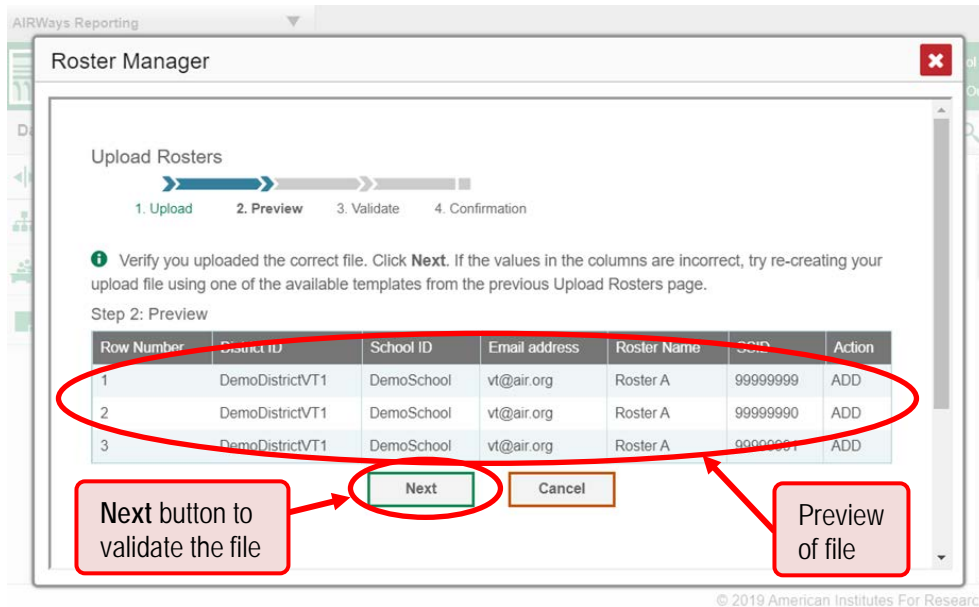 AIRWays Reporting
Roster Manager
Upload Rosters
1. Upload 2. Preview 3. Validate 4. Confirmation
Verify you uploaded the correct file. Click Next. If the values in the columns are incorrect, try re-creating your
upload file using one of the available templates from the previous Upload Rosters page.
Step 2: Preview
Row Number District ID School ID Email address Roster Name SSID Action
1 DemoDistrictVT1 DemoSchool vt@air.org Roster A 99999999 ADD
2 DemoDistrictVT1 DemoSchool vt@air.org Roster A 99999990 ADD
3 DemoDistrictVT1 DemoSchool vt@air.org Roster A 99999991 ADD
Next Cancel
Next button to
validate the file
Preview
of file
© 2019 American Institutes For Researc